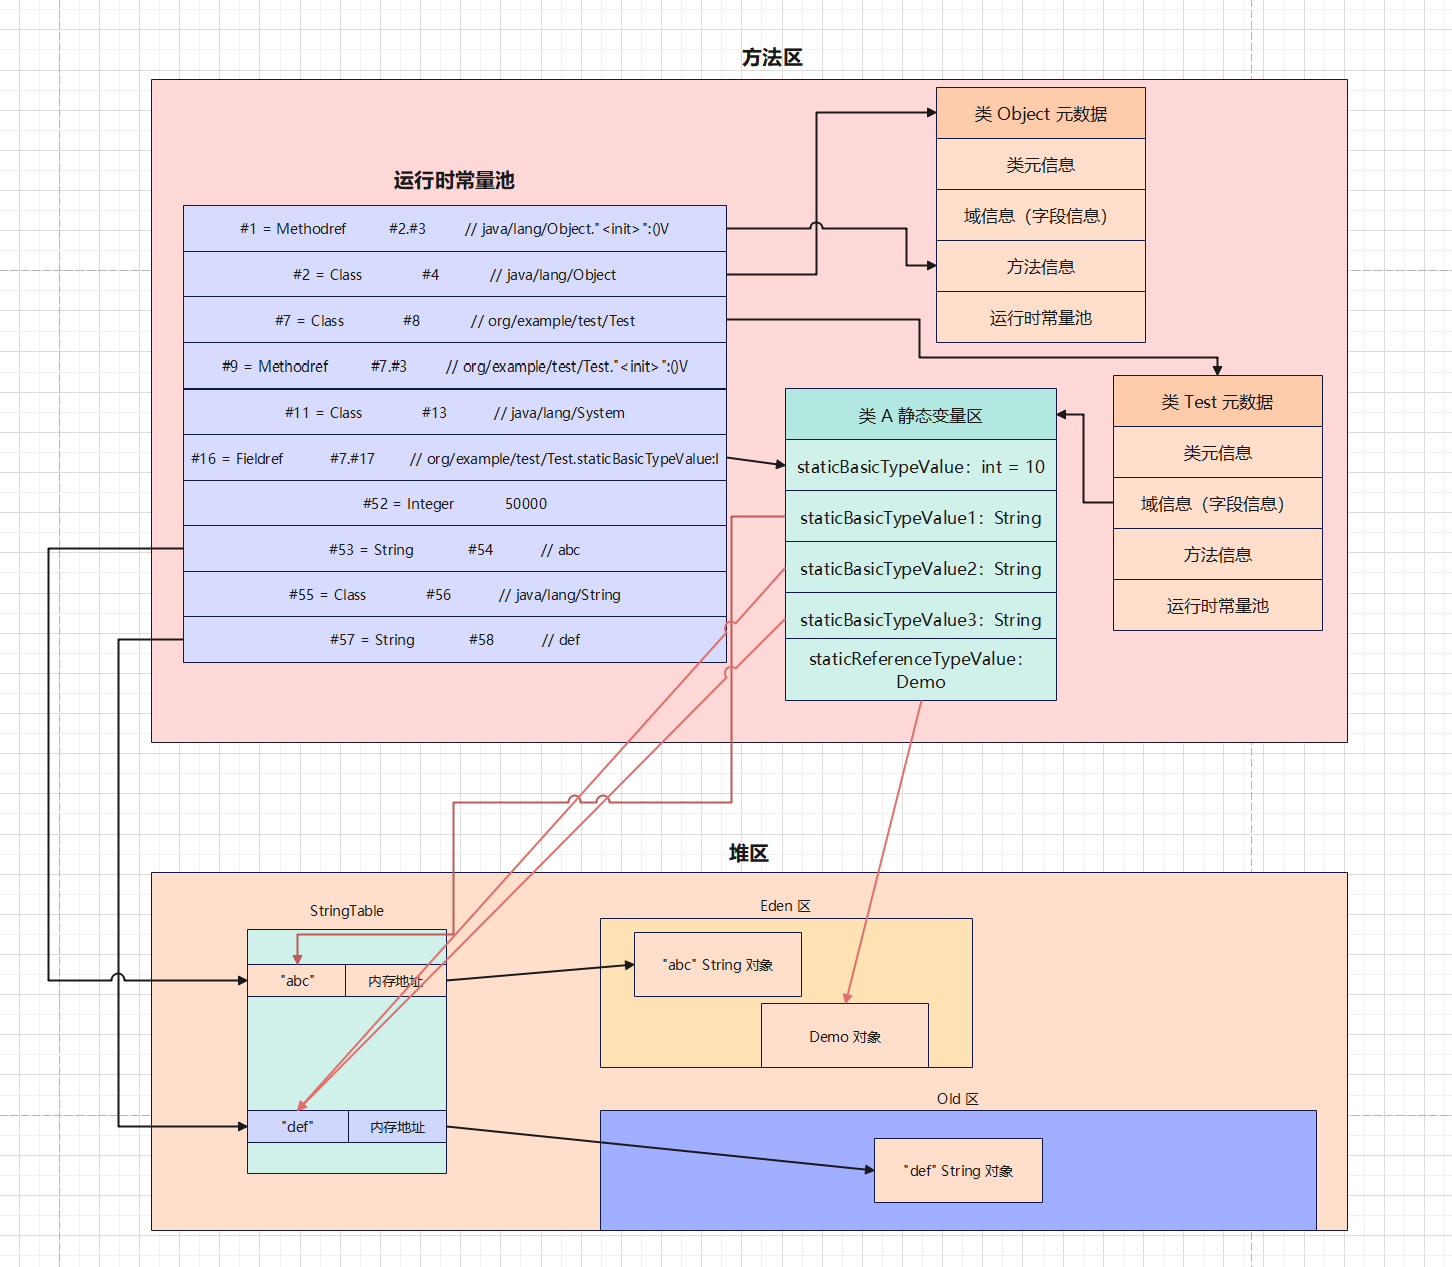 方法区
类 Object 元数据
类元信息
域信息（字段信息）
方法信息
运行时常量池
运行时常量池
#1 = Methodref #2.#3 // java/lang/Object."<init>":()V
#2 = Class #4 // java/lang/Object
#7 = Class #8 // org/example/test/Test
#9 = Methodref #7.#3 // org/example/test/Test."<init>":()V
#11 = Class #13 // java/lang/System
#16 = Fieldref #7.#17 // org/example/test/Test.staticBasicTypeValue:I
#52 = Integer 50000
#53 = String #54 // abc
#55 = Class #56 // java/lang/String
#57 = String #58 // def
类 A 静态变量区
staticBasicTypeValue：int = 10
staticBasicTypeValue1：String
staticBasicTypeValue2：String
staticBasicTypeValue3：String
staticReferenceTypeValue：
Demo
类 Test 元数据
类元信息
域信息（字段信息）
方法信息
运行时常量池
堆区
StringTable
"abc" 内存地址
"def" 内存地址
Eden 区
"abc" String 对象
Demo 对象
Old 区
"def" String 对象